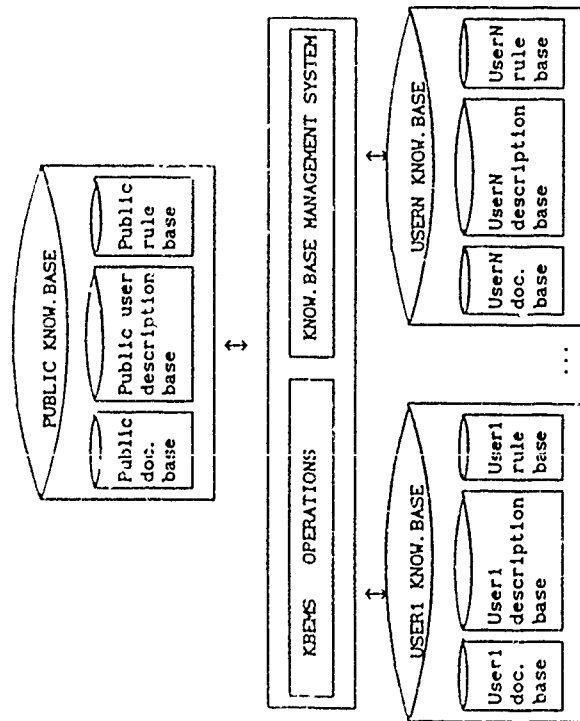 PUBLIC KNOW.BASE
Public
doc.
base
Public user
description
base
Public
rule
base
KBEMS OPERATIONS
KNOW.BASE MANAGEMENT SYSTEM
USER1 KNOW.BASE
User1
doc.
base
User1
description
base
User1
rule
base
...
USERN KNOW.BASE
UserN
doc.
base
UserN
description
base
UserN
rule
base